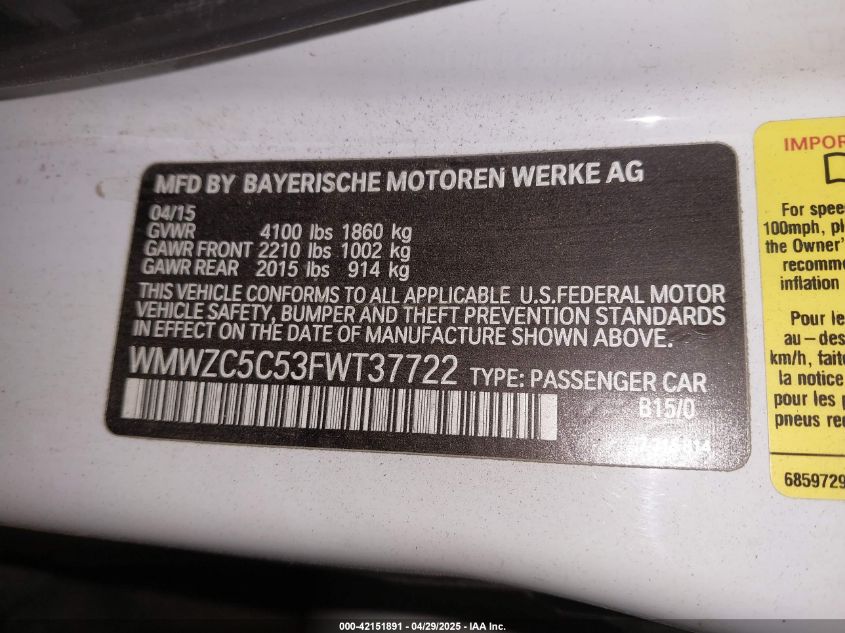 MFD BY BAYERISCHE MOTOREN WERKE AG
04/15
GVWR 4100 lbs 1860 kg
GAWR FRONT 2210 lbs 1002 kg
GAWR REAR 2015 lbs 914 kg
THIS VEHICLE CONFORMS TO ALL APPLICABLE U.S.FEDERAL MOTOR
VEHICLE SAFETY, BUMPER AND THEFT PREVENTION STANDARDS
IN EFFECT ON THE DATE OF MANUFACTURE SHOWN ABOVE.
WMWZC5C53FWT37722 TYPE: PASSENGER CAR
B15/0
IMPOR
For spee
100mph, pl
the Owner'
recomme
inflation
Pour le
au-des
km/h, faite
la notice
pour les p
pneus rec
6859729
000-42151891 - 04/29/2025 - IAA Inc.